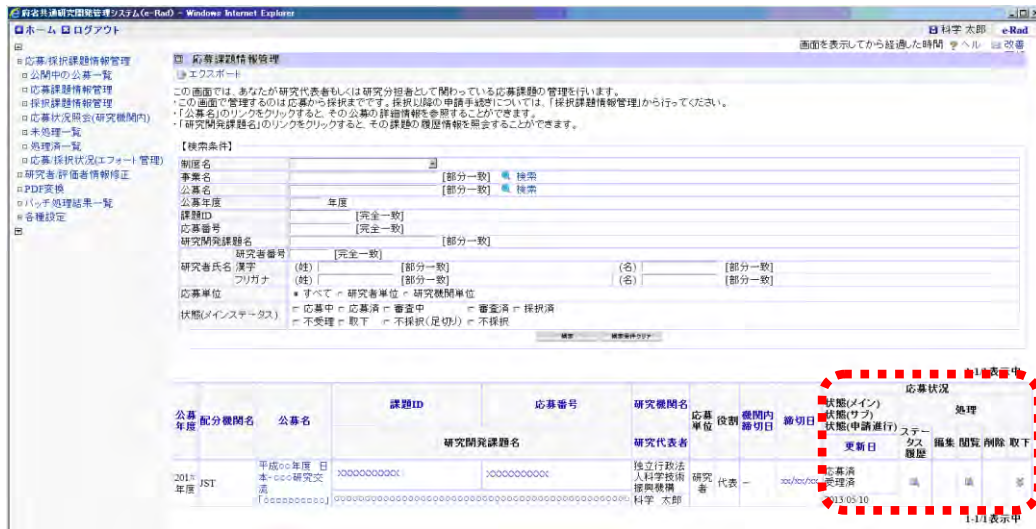 府省共通研究開発管理システム(e-Rad) - Windows Internet Explorer
ホーム ログアウト 科学 太郎 e-Rad
画面を表示してから経過した時間 ヘル 改善
応募/採択課題情報管理
公開中の公募一覧
応募課題情報管理
採択課題情報管理
応募状況照会(研究機関内)
未処理一覧
処理済一覧
応募/採択状況(エフォート管理)
研究者/評価者情報修正
PDF変換
バッチ処理結果一覧
各種設定
応募課題情報管理
エクスポート
この画面では、あなたが研究代表者もしくは研究分担者として関わっている応募課題の管理を行います。
・この画面で管理するのは応募から採択までです。採択以降の申請手続きについては、「採択課題情報管理」から行ってください。
・「公募名」のリンクをクリックすると、その公募の詳細情報を参照することができます。
・「研究開発課題名」のリンクをクリックすると、その課題の履歴情報を照会することができます。
【検索条件】
制度名
事業名 [部分一致] 検索
公募名 [部分一致] 検索
公募年度 年度
課題ID [完全一致]
応募番号 [完全一致]
研究開発課題名 [部分一致]
研究者番号 [完全一致]
研究者氏名 漢字 (姓) [部分一致] (名) [部分一致]
フリガナ (姓) [部分一致] (名) [部分一致]
応募単位 すべて 研究者単位 研究機関単位
状態(メインステータス) 応募中 応募済 審査中 審査済 採択済
不受理 取下 不採択(足切り) 不採択
検索 検索条件クリア
1-1/1表示中
公募年度 配分機関名 公募名 課題ID 応募番号 研究機関名 応募単位 役割 機関内締切日 締切日 応募状況
状態(メイン) 状態(サブ) 状態(申請進行) 処理
研究開発課題名 研究代表者 更新日 ステータス履歴 編集 閲覧 削除 取下
JST 平成○○年度 日本-○○○研究交流 独立行政法人科学技術振興機構 研究者 代表 - xx/xx/xx 応募済 受理済
科学 太郎 2013/05/10
1-1/1表示中